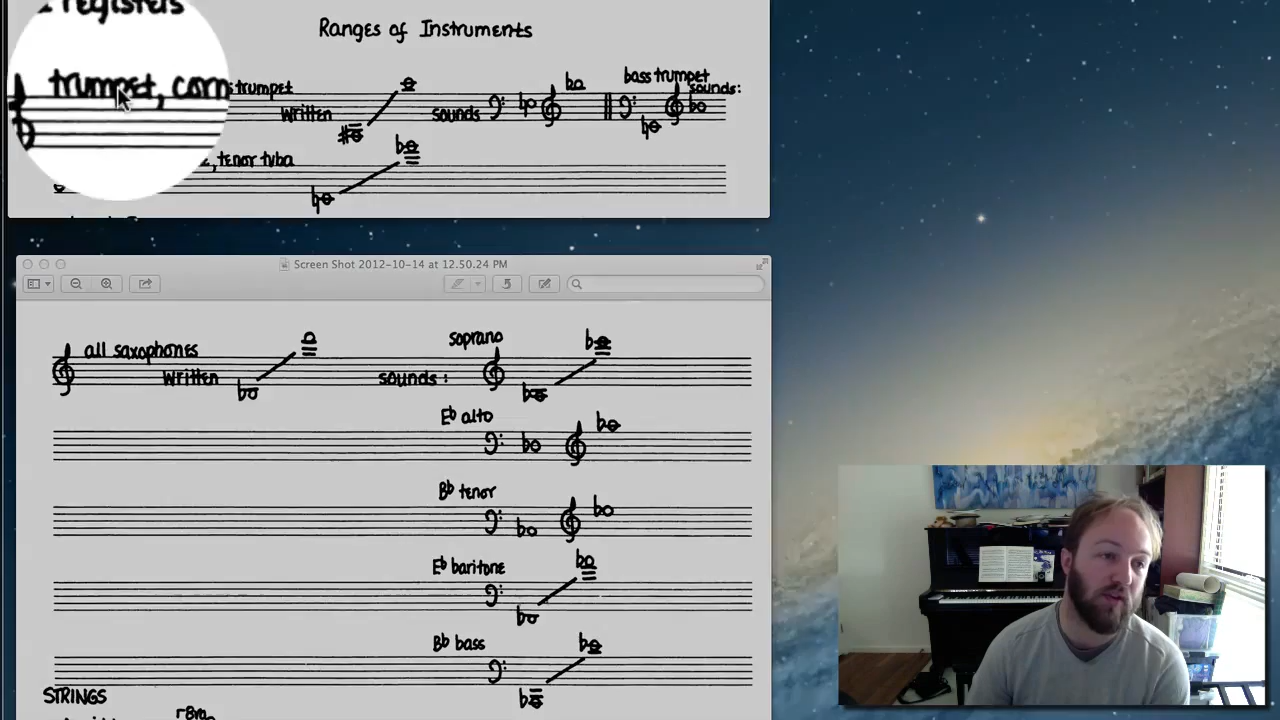 registers
Ranges of Instruments
trumpet, corn
s trumpet
written
sounds
bass trumpet
sounds:
, tenor tuba
Screen Shot 2012-10-14 at 12.50.24 PM
all saxophones
written
sounds:
soprano
E♭ alto
B♭ tenor
E♭ baritone
B♭ bass
STRINGS